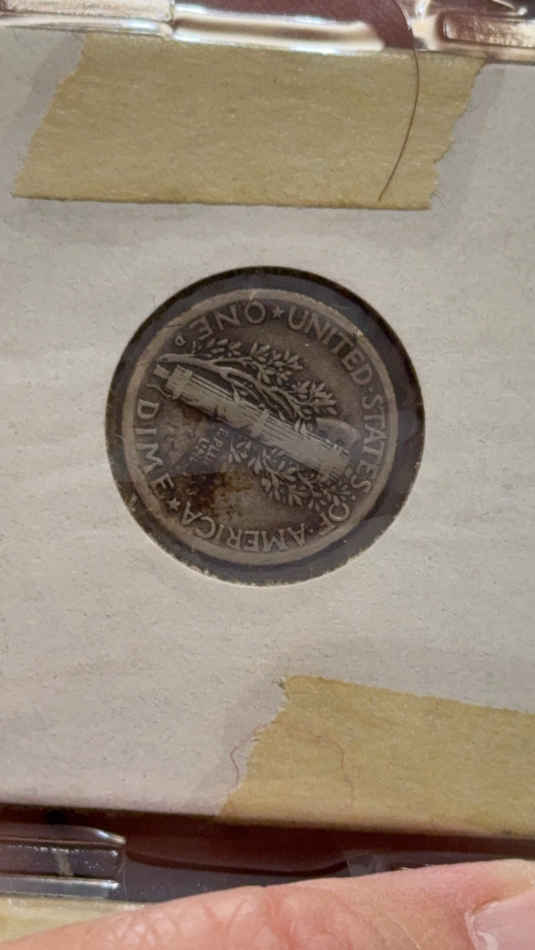 UNITED·STATES·OF·AMERICA
★ONE DIME★
D
E·PLURIBUS
UNUM